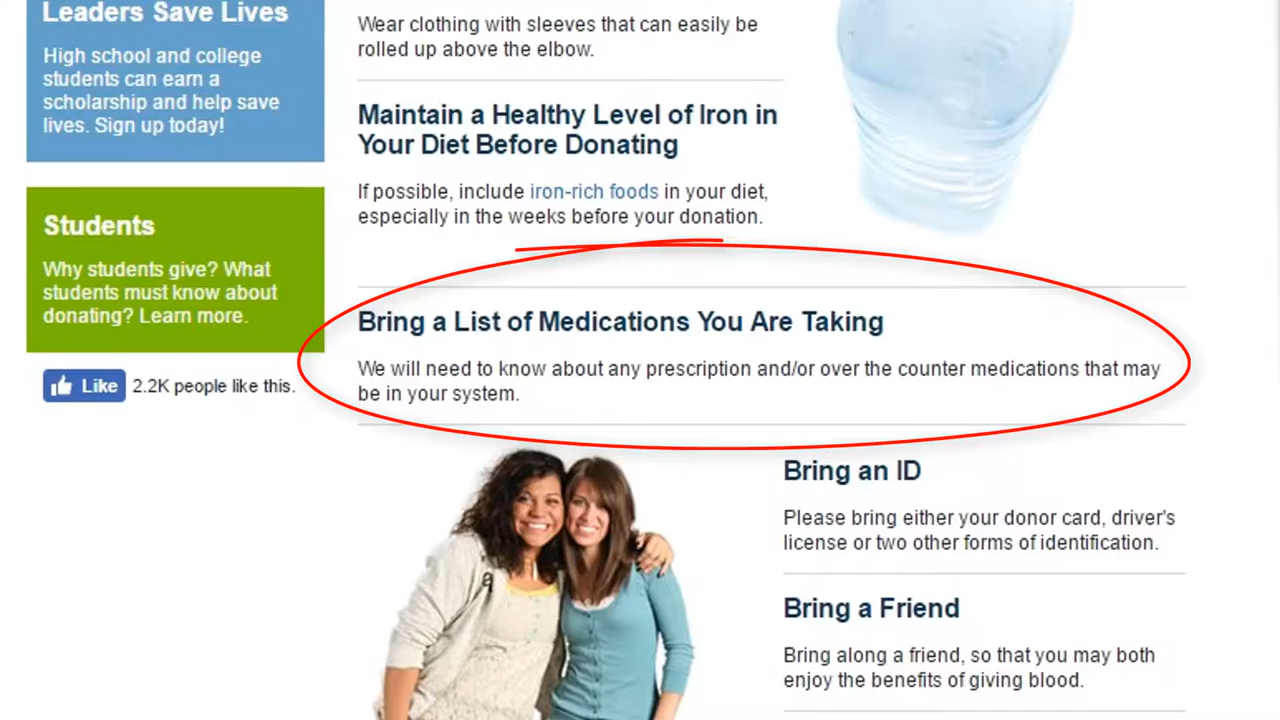 Leaders Save Lives
High school and college
students can earn a
scholarship and help save
lives. Sign up today!
Students
Why students give? What
students must know about
donating? Learn more.
Like 2.2K people like this.
Wear clothing with sleeves that can easily be
rolled up above the elbow.
Maintain a Healthy Level of Iron in
Your Diet Before Donating
If possible, include iron-rich foods in your diet,
especially in the weeks before your donation.
Bring a List of Medications You Are Taking
We will need to know about any prescription and/or over the counter medications that may
be in your system.
Bring an ID
Please bring either your donor card, driver's
license or two other forms of identification.
Bring a Friend
Bring along a friend, so that you may both
enjoy the benefits of giving blood.